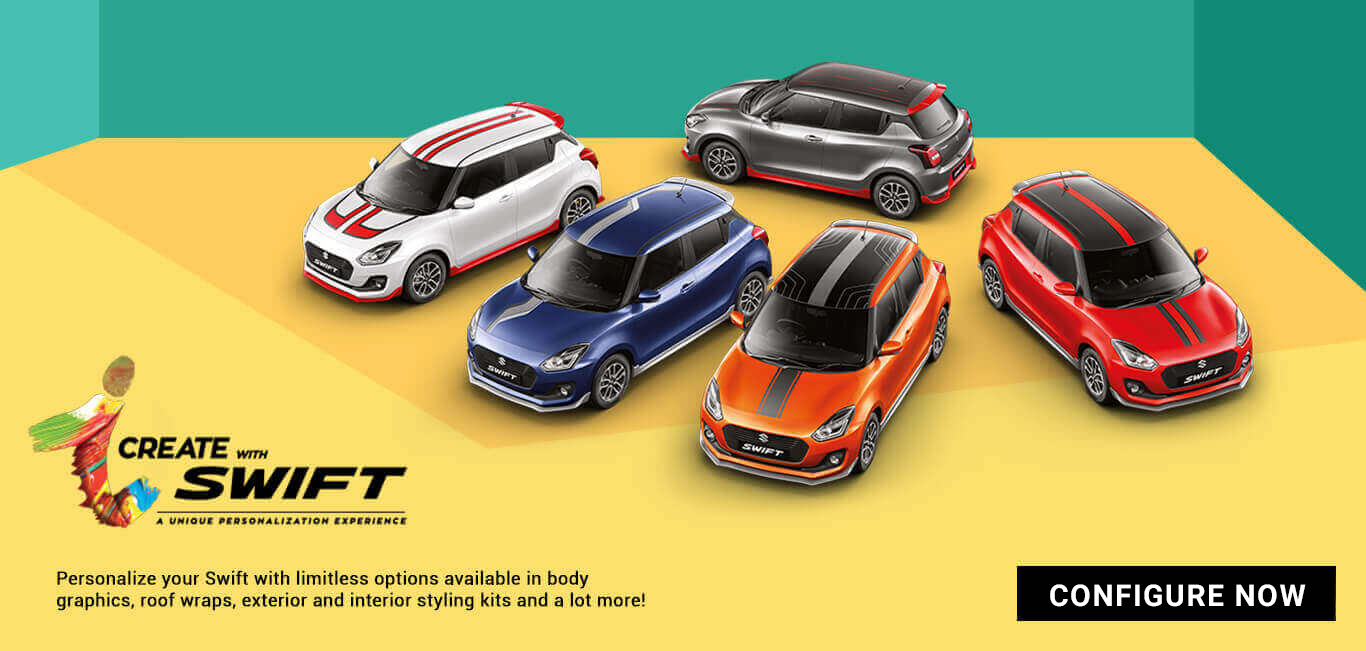 SWIFT
SWIFT
SWIFT
SWIFT
i
CREATE WITH
SWIFT
A UNIQUE PERSONALIZATION EXPERIENCE
Personalize your Swift with limitless options available in body
graphics, roof wraps, exterior and interior styling kits and a lot more!
CONFIGURE NOW